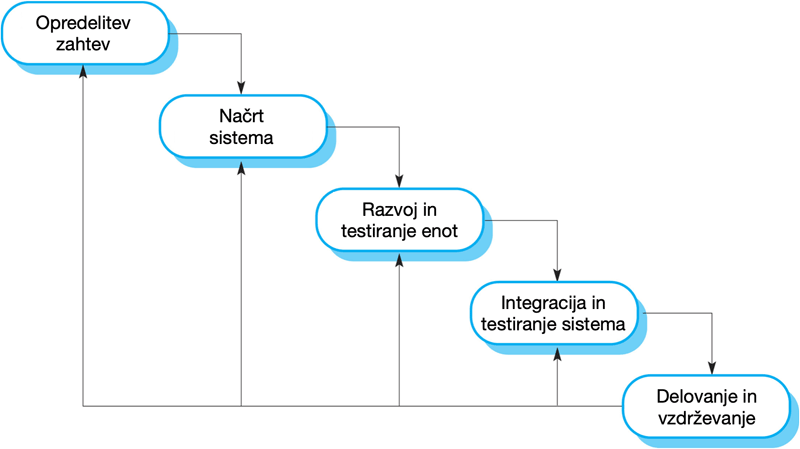 Opredelitev
zahtev
Načrt
sistema
Razvoj in
testiranje enot
Integracija in
testiranje sistema
Delovanje in
vzdrževanje